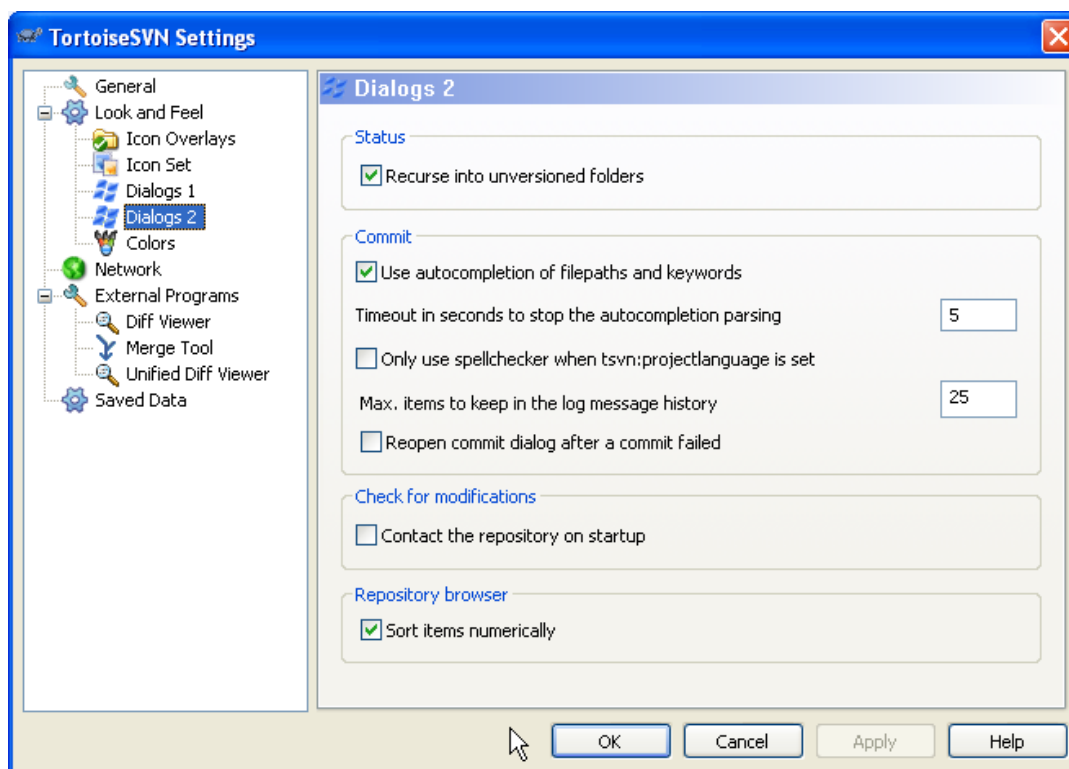 TortoiseSVN Settings
General
Look and Feel
Icon Overlays
Icon Set
Dialogs 1
Dialogs 2
Colors
Network
External Programs
Diff Viewer
Merge Tool
Unified Diff Viewer
Saved Data
Dialogs 2
Status
Recurse into unversioned folders
Commit
Use autocompletion of filepaths and keywords
Timeout in seconds to stop the autocompletion parsing 5
Only use spellchecker when tsvn:projectlanguage is set
Max. items to keep in the log message history 25
Reopen commit dialog after a commit failed
Check for modifications
Contact the repository on startup
Repository browser
Sort items numerically
OK Cancel Apply Help